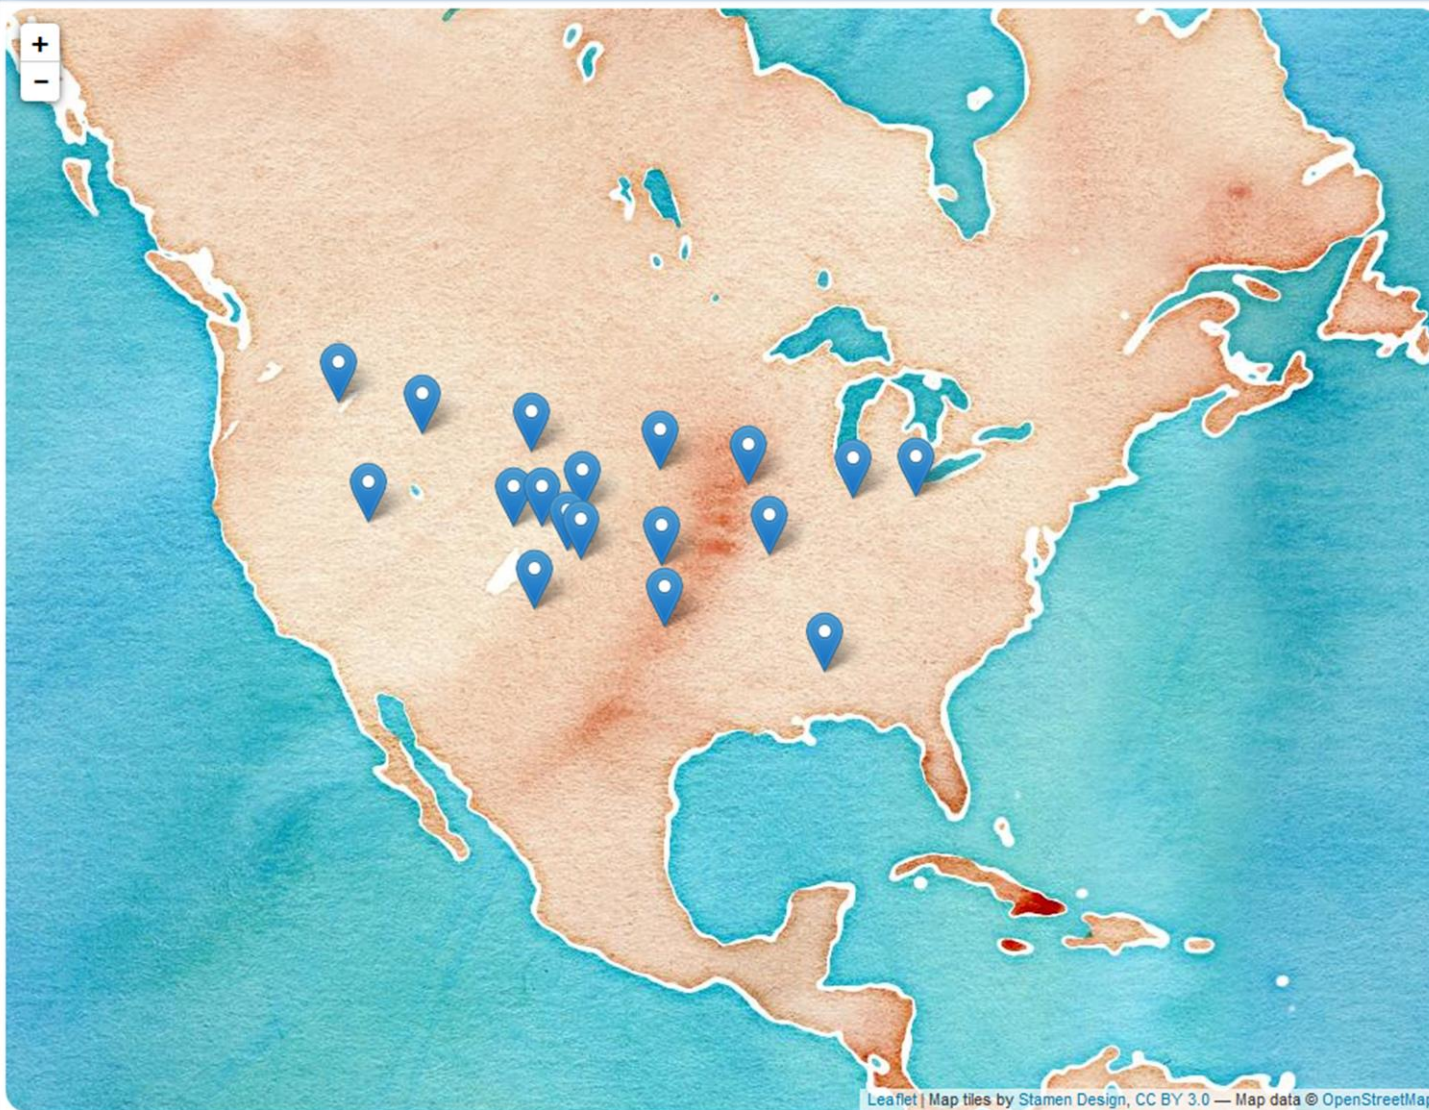 +
−
Leaflet | Map tiles by Stamen Design, CC BY 3.0 — Map data © OpenStreetMap